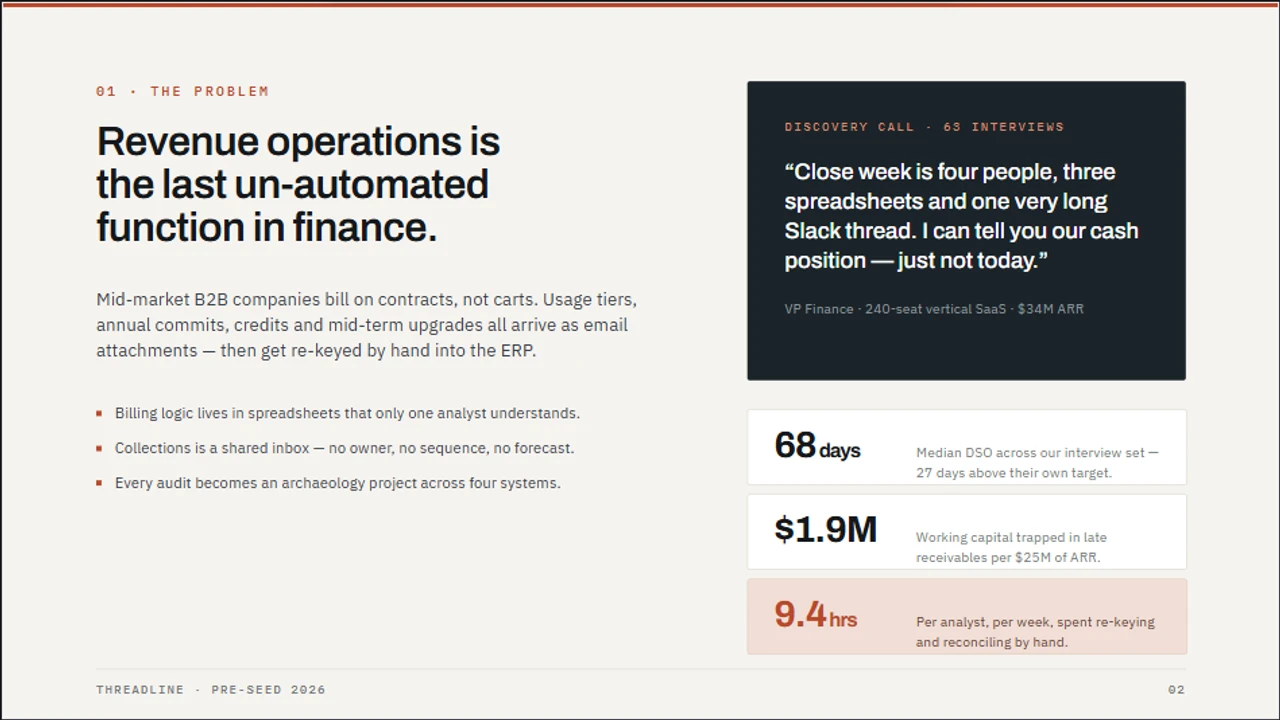 01 · THE PROBLEM
Revenue operations is
the last un-automated
function in finance.
Mid-market B2B companies bill on contracts, not carts. Usage tiers,
annual commits, credits and mid-term upgrades all arrive as email
attachments — then get re-keyed by hand into the ERP.
Billing logic lives in spreadsheets that only one analyst understands.
Collections is a shared inbox — no owner, no sequence, no forecast.
Every audit becomes an archaeology project across four systems.
DISCOVERY CALL · 63 INTERVIEWS
“Close week is four people, three
spreadsheets and one very long
Slack thread. I can tell you our cash
position — just not today.”
VP Finance · 240-seat vertical SaaS · $34M ARR
68 days
Median DSO across our interview set —
27 days above their own target.
$1.9M
Working capital trapped in late
receivables per $25M of ARR.
9.4 hrs
Per analyst, per week, spent re-keying
and reconciling by hand.
THREADLINE · PRE-SEED 2026
02